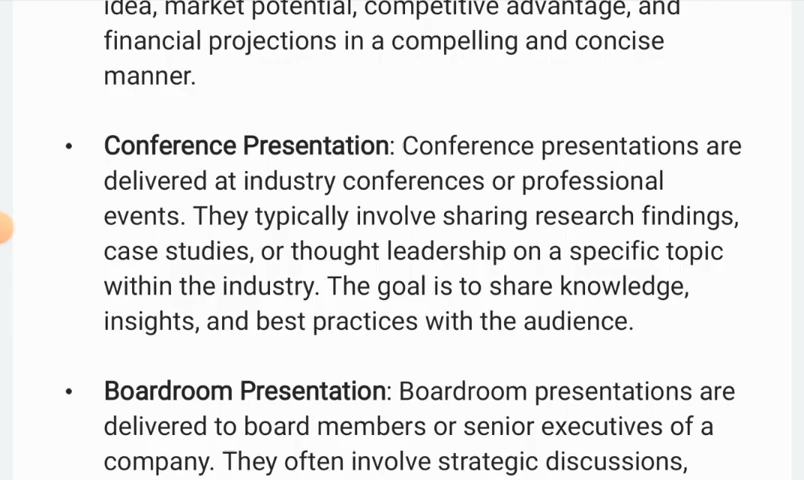 idea, market potential, competitive advantage, and
financial projections in a compelling and concise
manner.
• Conference Presentation: Conference presentations are
delivered at industry conferences or professional
events. They typically involve sharing research findings,
case studies, or thought leadership on a specific topic
within the industry. The goal is to share knowledge,
insights, and best practices with the audience.
• Boardroom Presentation: Boardroom presentations are
delivered to board members or senior executives of a
company. They often involve strategic discussions,